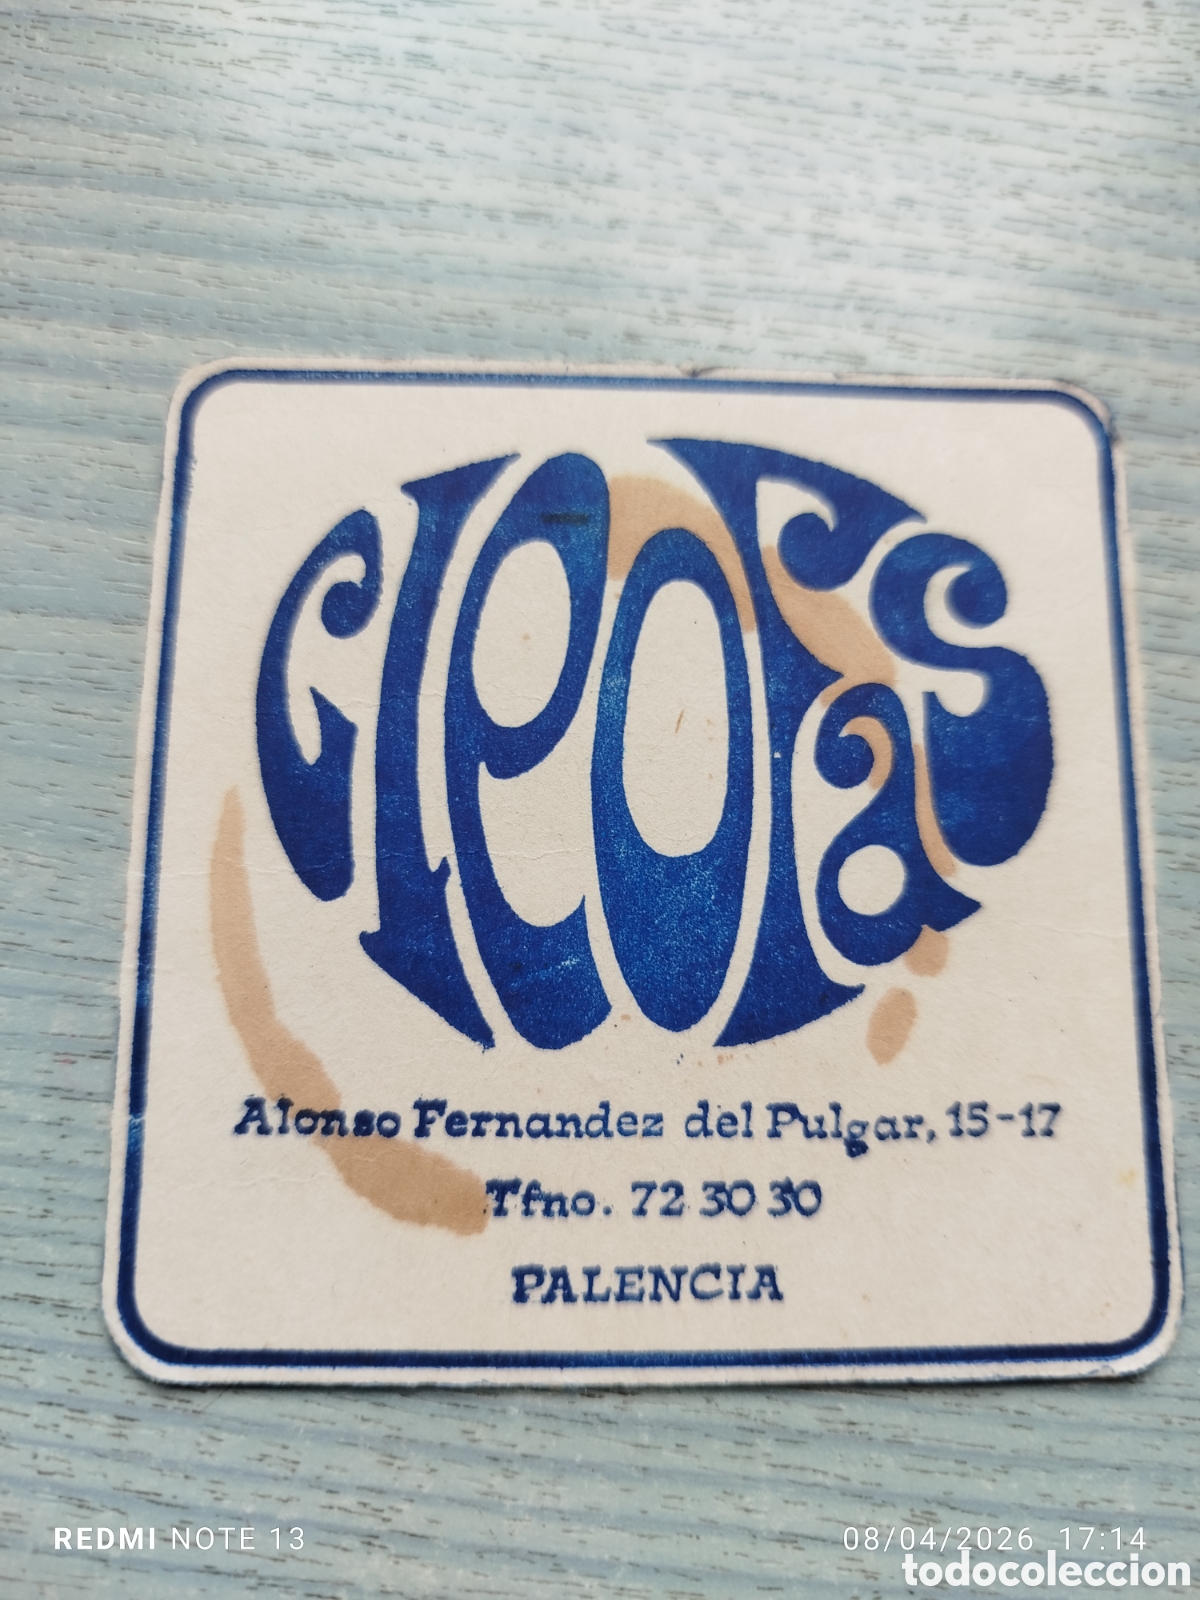 Cleofas
Alonso Fernandez del Pulgar, 15-17
Tfno. 72 30 30
PALENCIA
REDMI NOTE 13
08/04/2026 17:14
todocoleccion